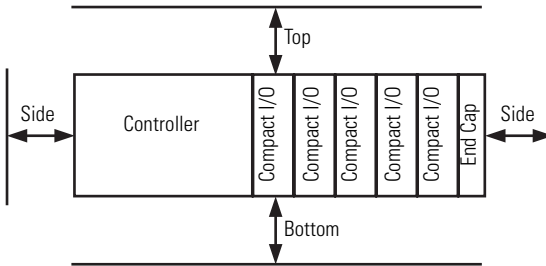 Top
Side
Controller
Compact I/O
Compact I/O
Compact I/O
Compact I/O
Compact I/O
End Cap
Side
Bottom